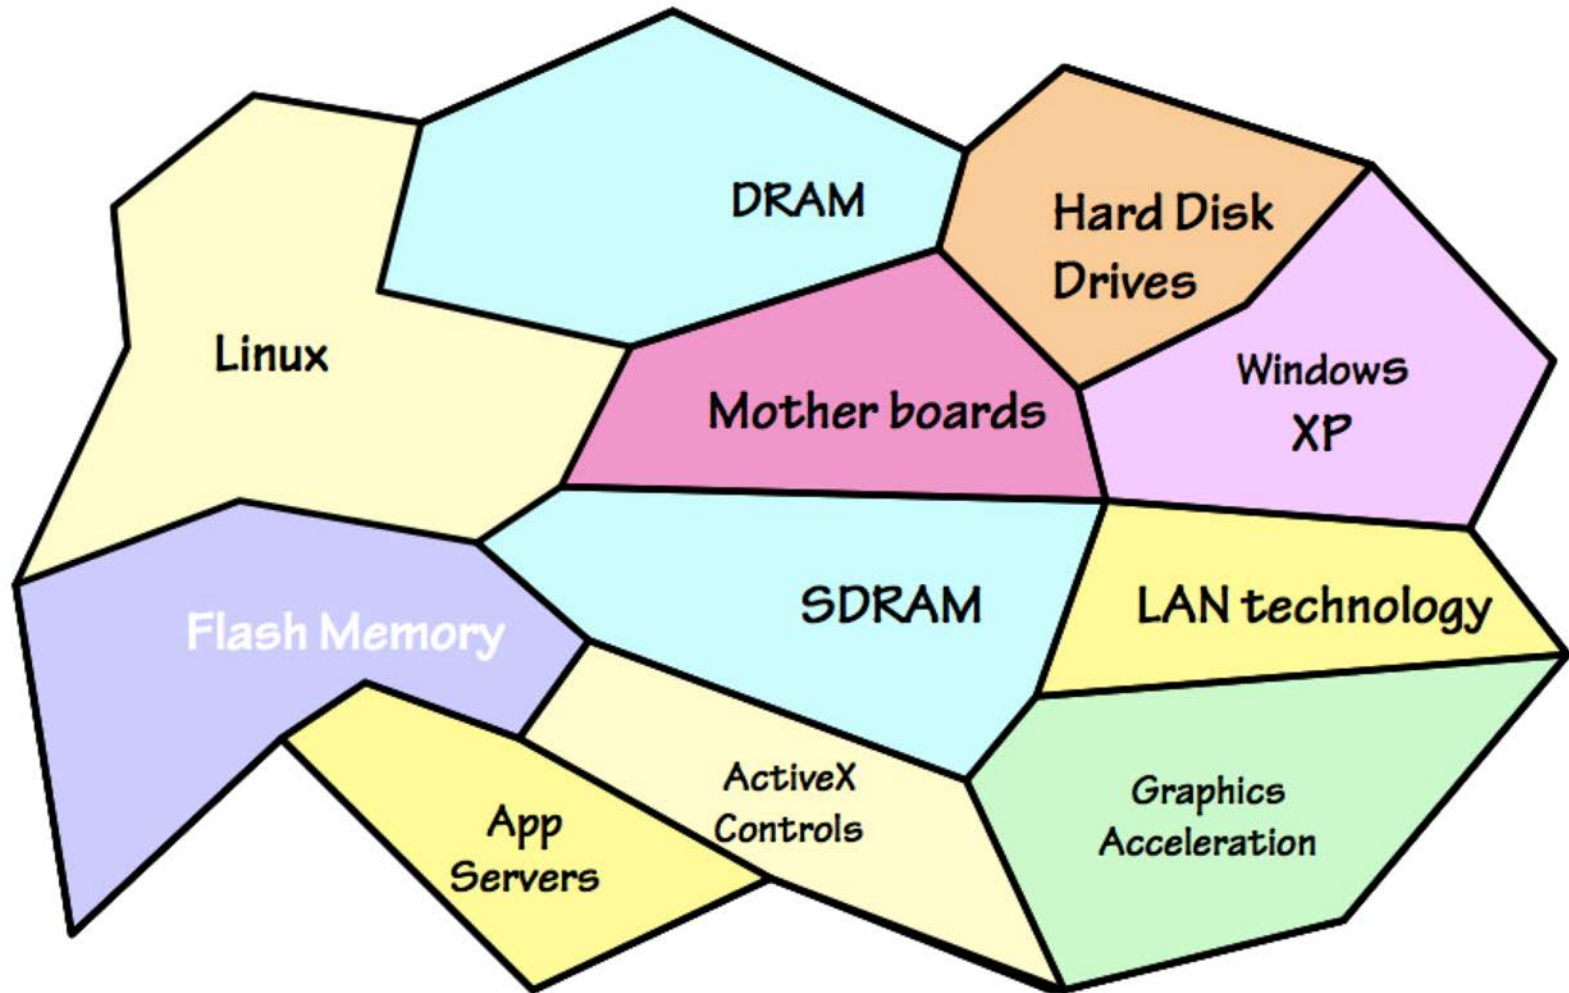 DRAM
Hard Disk
Drives
Linux
Mother boards
Windows
XP
Flash Memory
SDRAM
LAN technology
App
Servers
ActiveX
Controls
Graphics
Acceleration